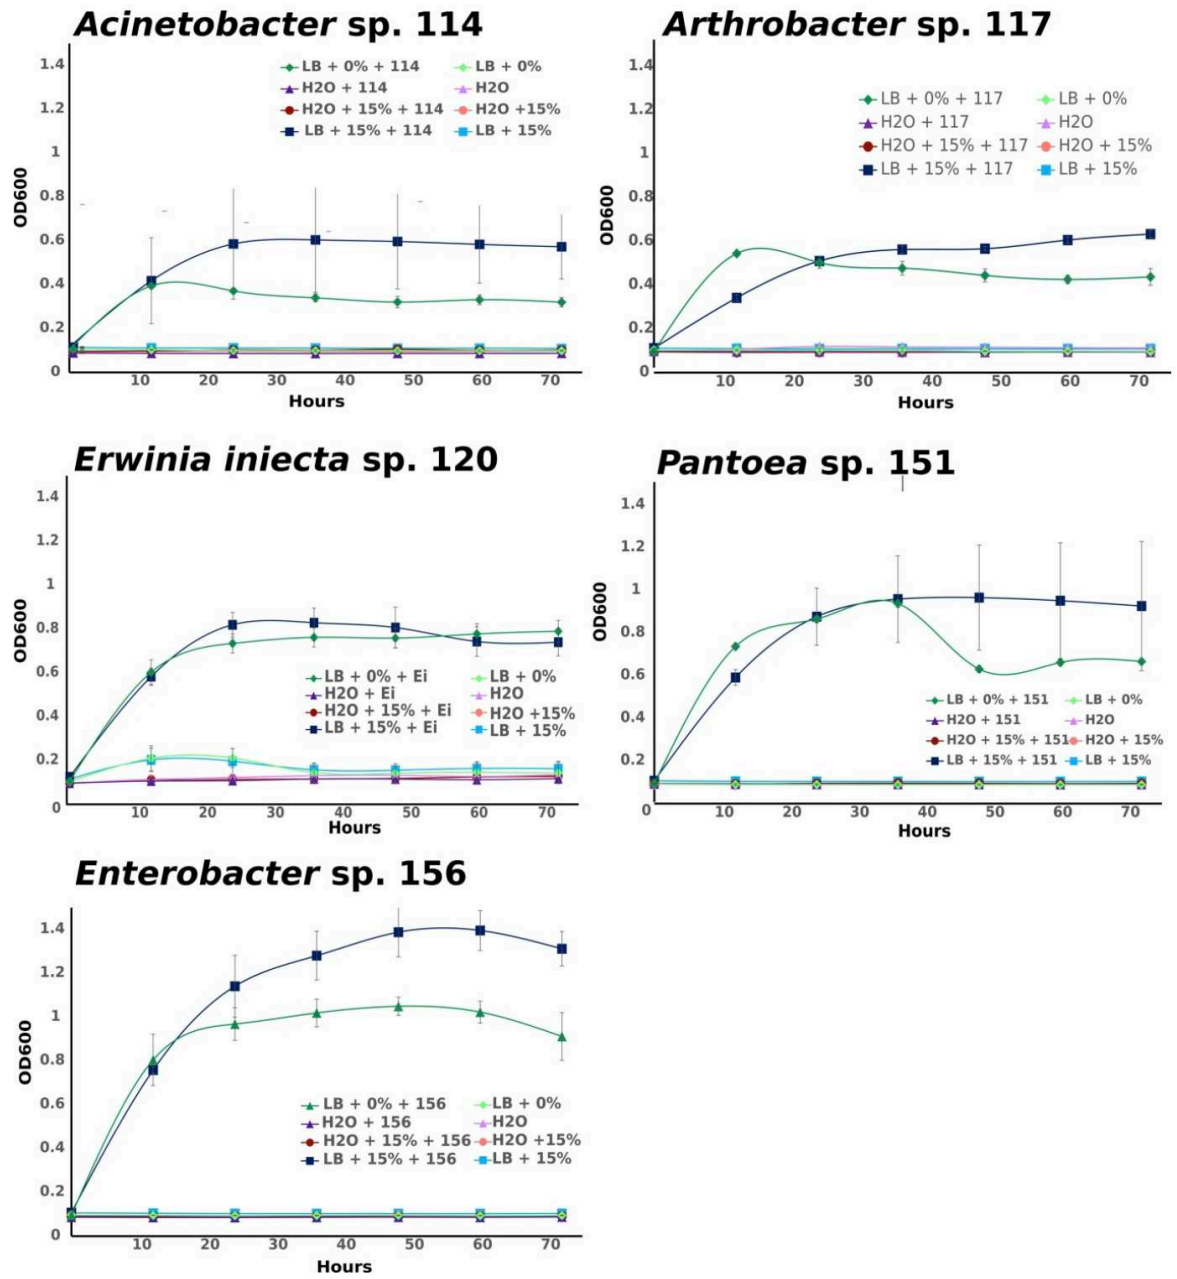 Acinetobacter sp. 114
LB + 0% + 114
LB + 0%
H2O + 114
H2O
H2O + 15% + 114
H2O +15%
LB + 15% + 114
LB + 15%
OD600
1.4
1.2
1
0.8
0.6
0.4
0.2
0
10 20 30 40 50 60 70
Hours
Arthrobacter sp. 117
LB + 0% + 117
LB + 0%
H2O + 117
H2O
H2O + 15% + 117
H2O + 15%
LB + 15% + 117
LB + 15%
OD600
1.4
1.2
1
0.8
0.6
0.4
0.2
0
10 20 30 40 50 60 70
Hours
Erwinia iniecta sp. 120
OD600
1.4
1.2
1
0.8
0.6
0.4
0.2
0
LB + 0% + Ei
LB + 0%
H2O + Ei
H2O
H2O + 15% + Ei
H2O +15%
LB + 15% + Ei
LB + 15%
10 20 30 40 50 60 70
Hours
Pantoea sp. 151
OD600
1.4
1.2
1
0.8
0.6
0.4
0.2
LB + 0% + 151
LB + 0%
H2O + 151
H2O
H2O + 15% + 151
H2O + 15%
LB + 15% + 151
LB + 15%
0 10 20 30 40 50 60 70
Hours
Enterobacter sp. 156
OD600
1.4
1.2
1
0.8
0.6
0.4
0.2
0
LB + 0% + 156
LB + 0%
H2O + 156
H2O
H2O + 15% + 156
H2O +15%
LB + 15% + 156
LB + 15%
10 20 30 40 50 60 70
Hours